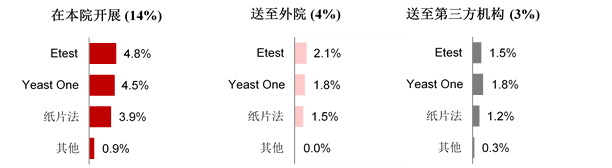 在本院开展 (14%)
Etest 4.8%
Yeast One 4.5%
纸片法 3.9%
其他 0.9%
送至外院 (4%)
Etest 2.1%
Yeast One 1.8%
纸片法 1.5%
其他 0.0%
送至第三方机构 (3%)
Etest 1.5%
Yeast One 1.8%
纸片法 1.2%
其他 0.3%